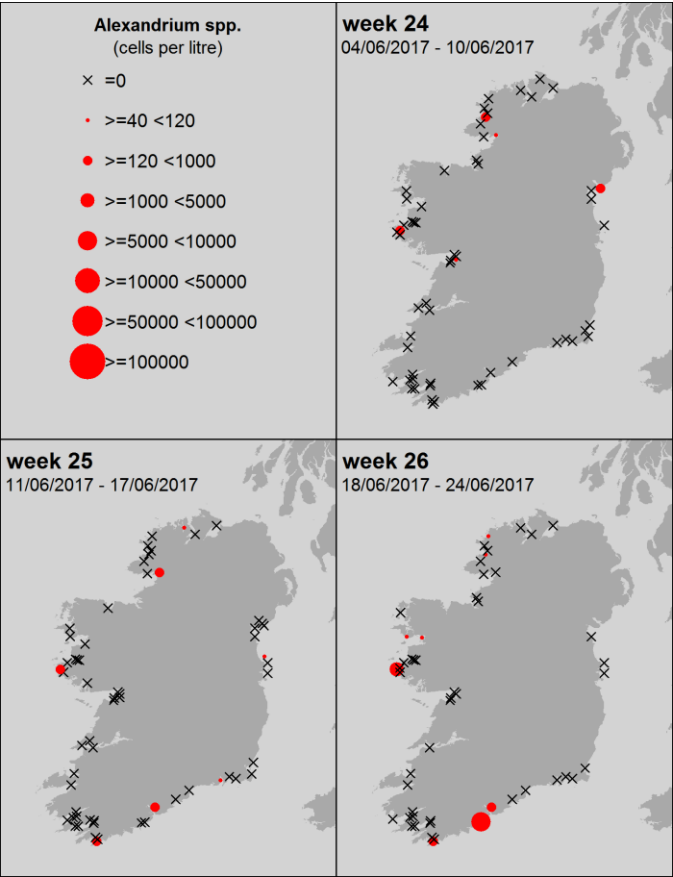 Alexandrium spp.
(cells per litre)
=0
>=40 <120
>=120 <1000
>=1000 <5000
>=5000 <10000
>=10000 <50000
>=50000 <100000
>=100000
week 24
04/06/2017 - 10/06/2017
week 25
11/06/2017 - 17/06/2017
week 26
18/06/2017 - 24/06/2017